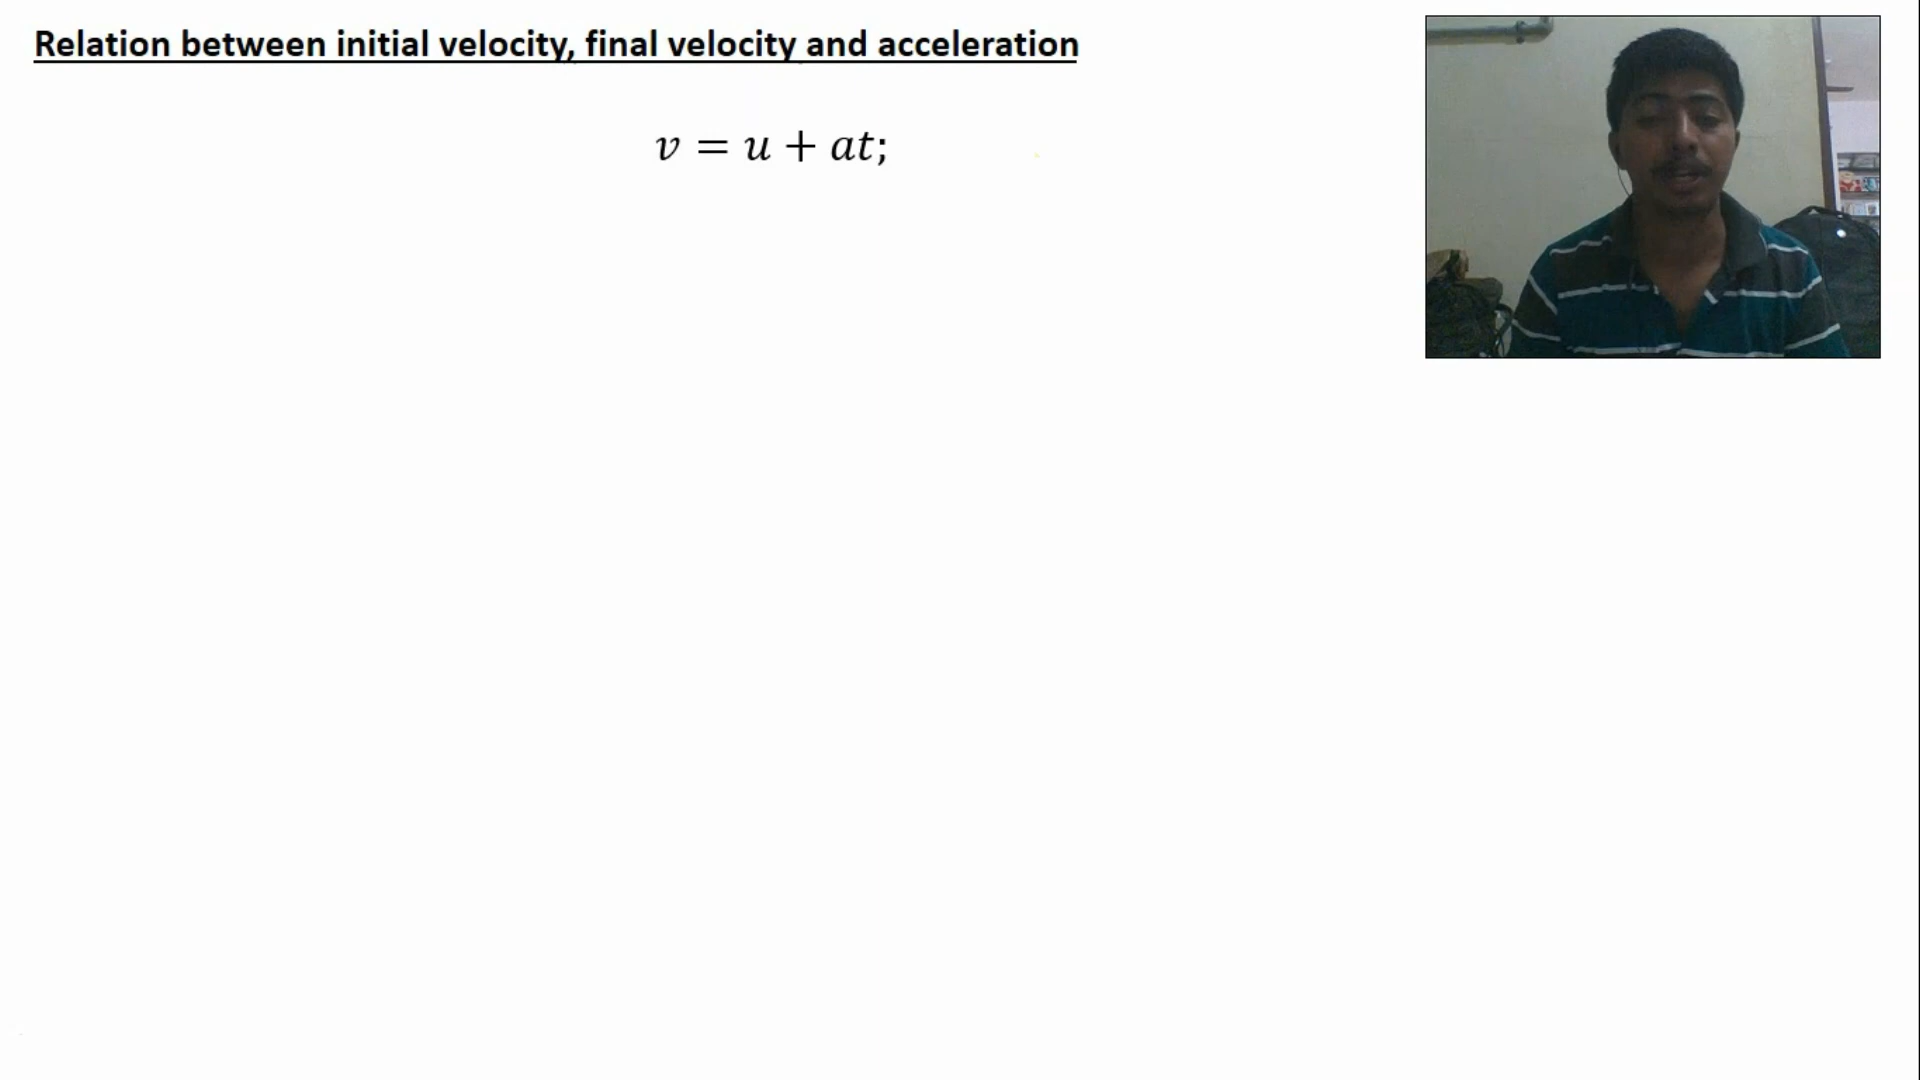 Relation between initial velocity, final velocity and acceleration
v = u + at;